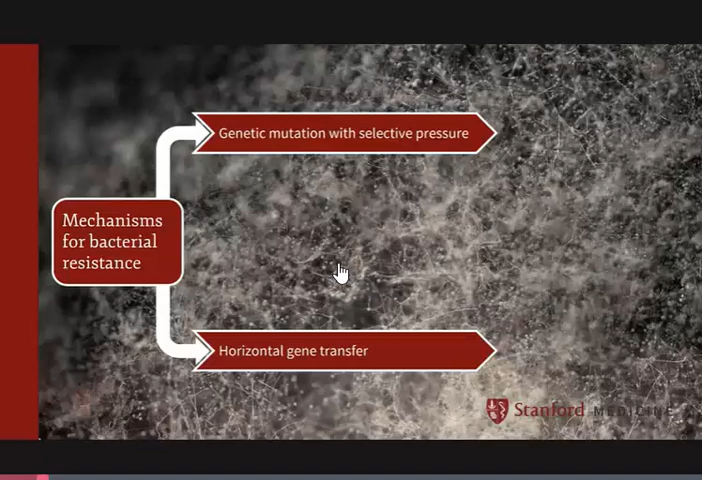 Genetic mutation with selective pressure
Mechanisms
for bacterial
resistance
Horizontal gene transfer
Stanford MEDICINE